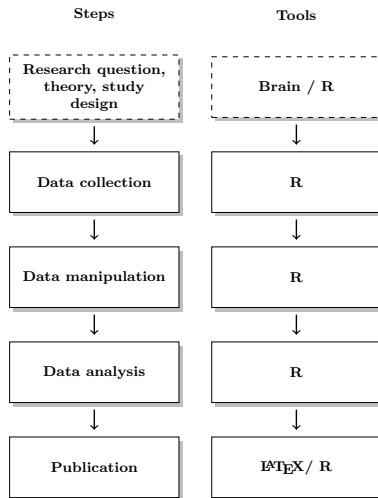 Steps
Tools
Research question,
theory, study
design
Brain / R
Data collection
R
Data manipulation
R
Data analysis
R
Publication
LATEX/ R